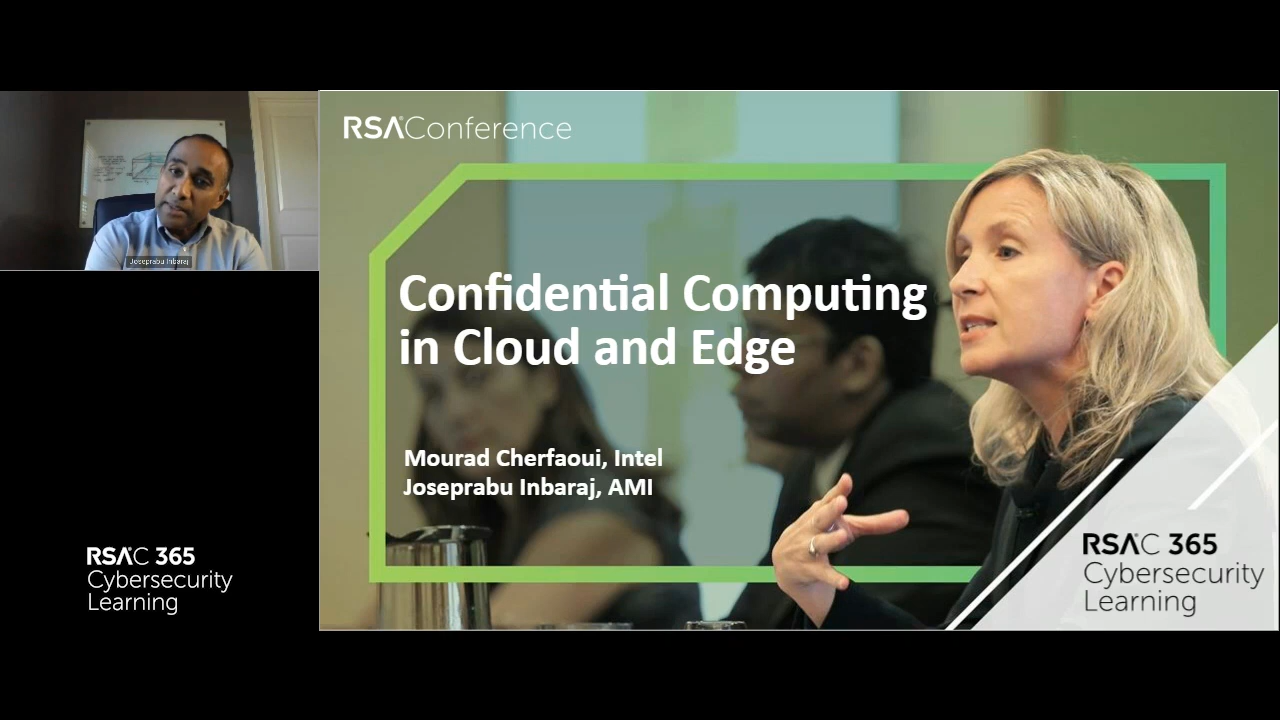 RSAConference
Joseprabu Inbaraj
Confidential Computing
in Cloud and Edge
Mourad Cherfaoui, Intel
Joseprabu Inbaraj, AMI
RSAC 365
Cybersecurity
Learning
RSAC 365
Cybersecurity
Learning